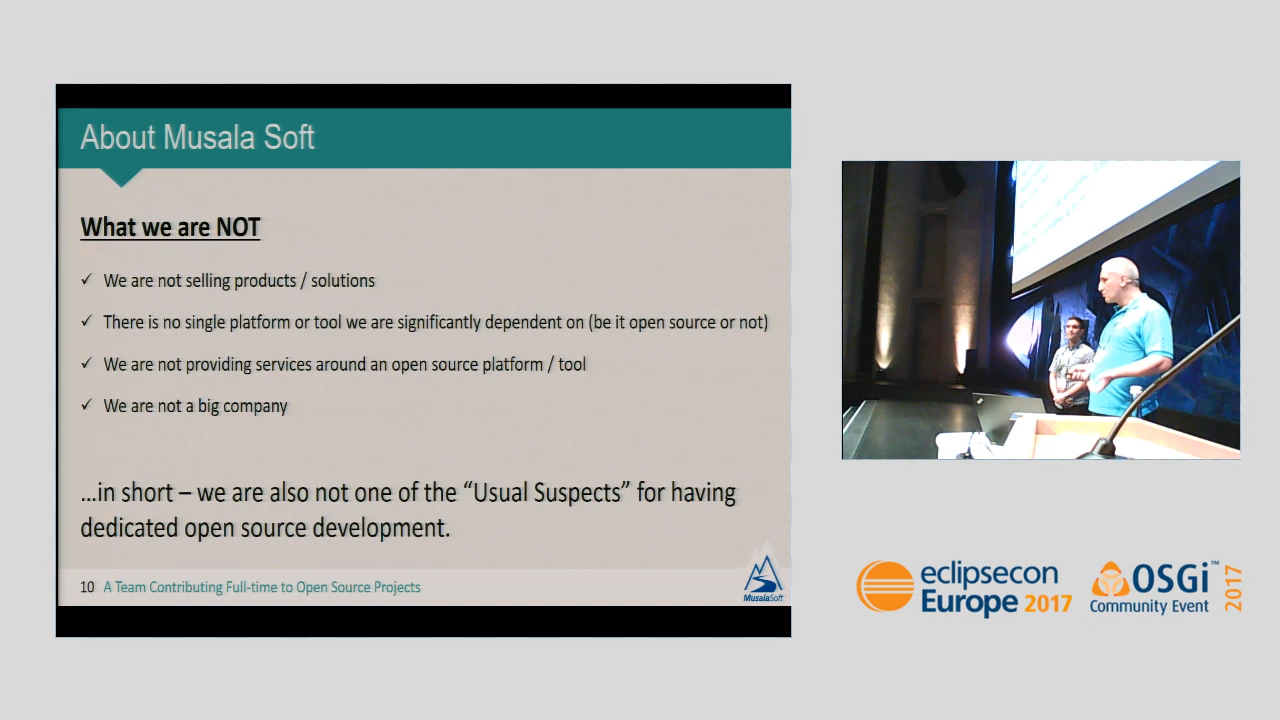 About Musala Soft
What we are NOT
✓ We are not selling products / solutions
✓ There is no single platform or tool we are significantly dependent on (be it open source or not)
✓ We are not providing services around an open source platform / tool
✓ We are not a big company
...in short – we are also not one of the “Usual Suspects” for having
dedicated open source development.
10 A Team Contributing Full-time to Open Source Projects
MusalaSoft
eclipsecon
Europe 2017
OSGi™
Community Event
2017